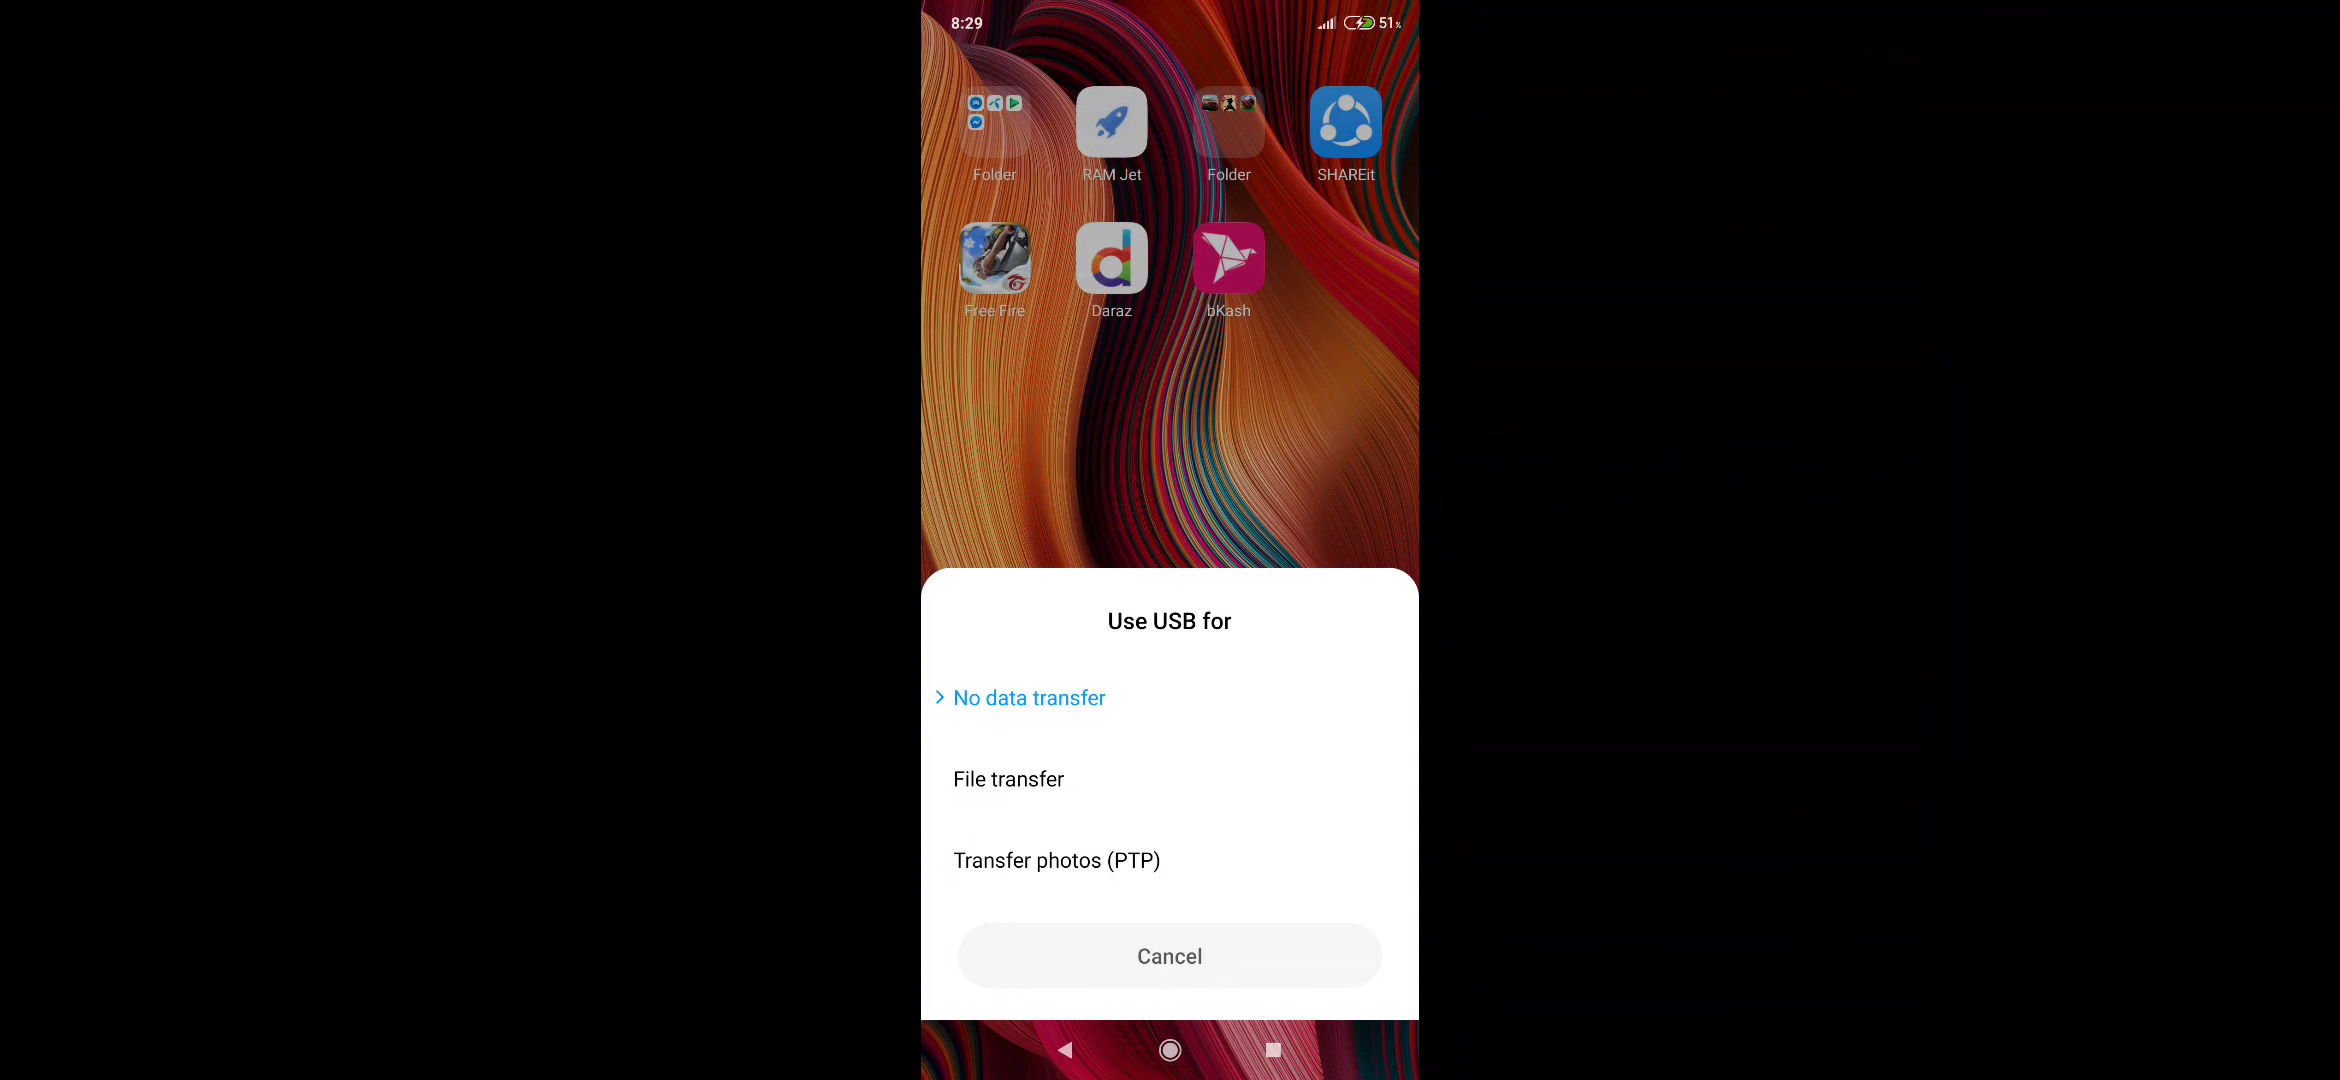 8:29
51%
Folder
RAM Jet
Folder
SHAREit
Free Fire
Daraz
bKash
Use USB for
No data transfer
File transfer
Transfer photos (PTP)
Cancel